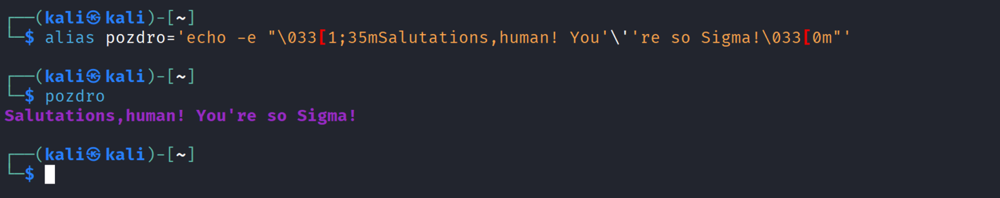 ┌──(kali㉿kali)-[~]
└─$ alias pozdro='echo -e "\033[1;35mSalutations,human! You'\''re so Sigma!\033[0m"'
┌──(kali㉿kali)-[~]
└─$ pozdro
Salutations,human! You're so Sigma!
┌──(kali㉿kali)-[~]
└─$